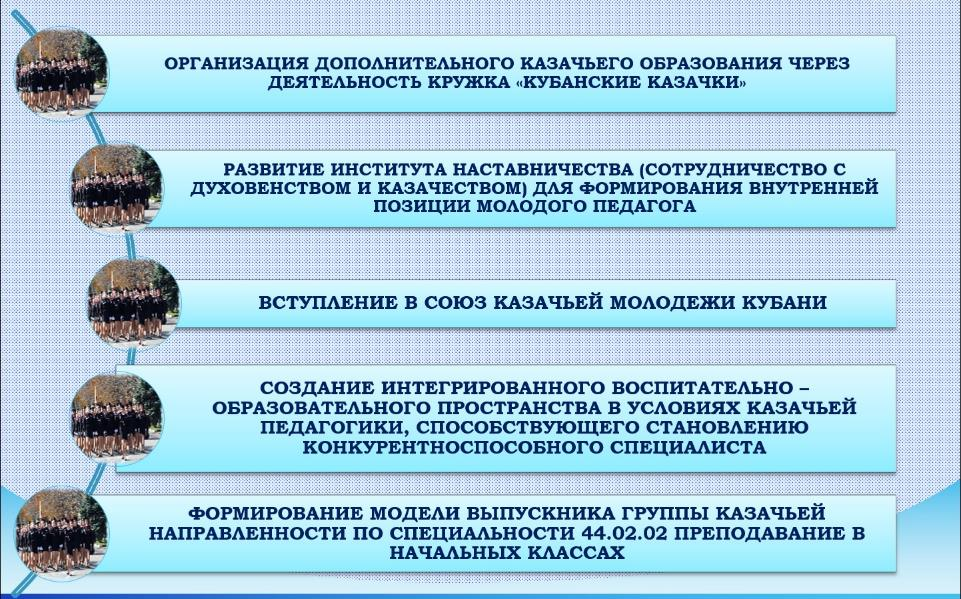 ОРГАНИЗАЦИЯ ДОПОЛНИТЕЛЬНОГО КАЗАЧЬЕГО ОБРАЗОВАНИЯ ЧЕРЕЗ
ДЕЯТЕЛЬНОСТЬ КРУЖКА «КУБАНСКИЕ КАЗАЧКИ»
РАЗВИТИЕ ИНСТИТУТА НАСТАВНИЧЕСТВА (СОТРУДНИЧЕСТВО С
ДУХОВЕНСТВОМ И КАЗАЧЕСТВОМ) ДЛЯ ФОРМИРОВАНИЯ ВНУТРЕННЕЙ
ПОЗИЦИИ МОЛОДОГО ПЕДАГОГА
ВСТУПЛЕНИЕ В СОЮЗ КАЗАЧЬЕЙ МОЛОДЕЖИ КУБАНИ
СОЗДАНИЕ ИНТЕГРИРОВАННОГО ВОСПИТАТЕЛЬНО –
ОБРАЗОВАТЕЛЬНОГО ПРОСТРАНСТВА В УСЛОВИЯХ КАЗАЧЬЕЙ
ПЕДАГОГИКИ, СПОСОБСТВУЮЩЕГО СТАНОВЛЕНИЮ
КОНКУРЕНТНОСПОСОБНОГО СПЕЦИАЛИСТА
ФОРМИРОВАНИЕ МОДЕЛИ ВЫПУСКНИКА ГРУППЫ КАЗАЧЬЕЙ
НАПРАВЛЕННОСТИ ПО СПЕЦИАЛЬНОСТИ 44.02.02 ПРЕПОДАВАНИЕ В
НАЧАЛЬНЫХ КЛАССАХ